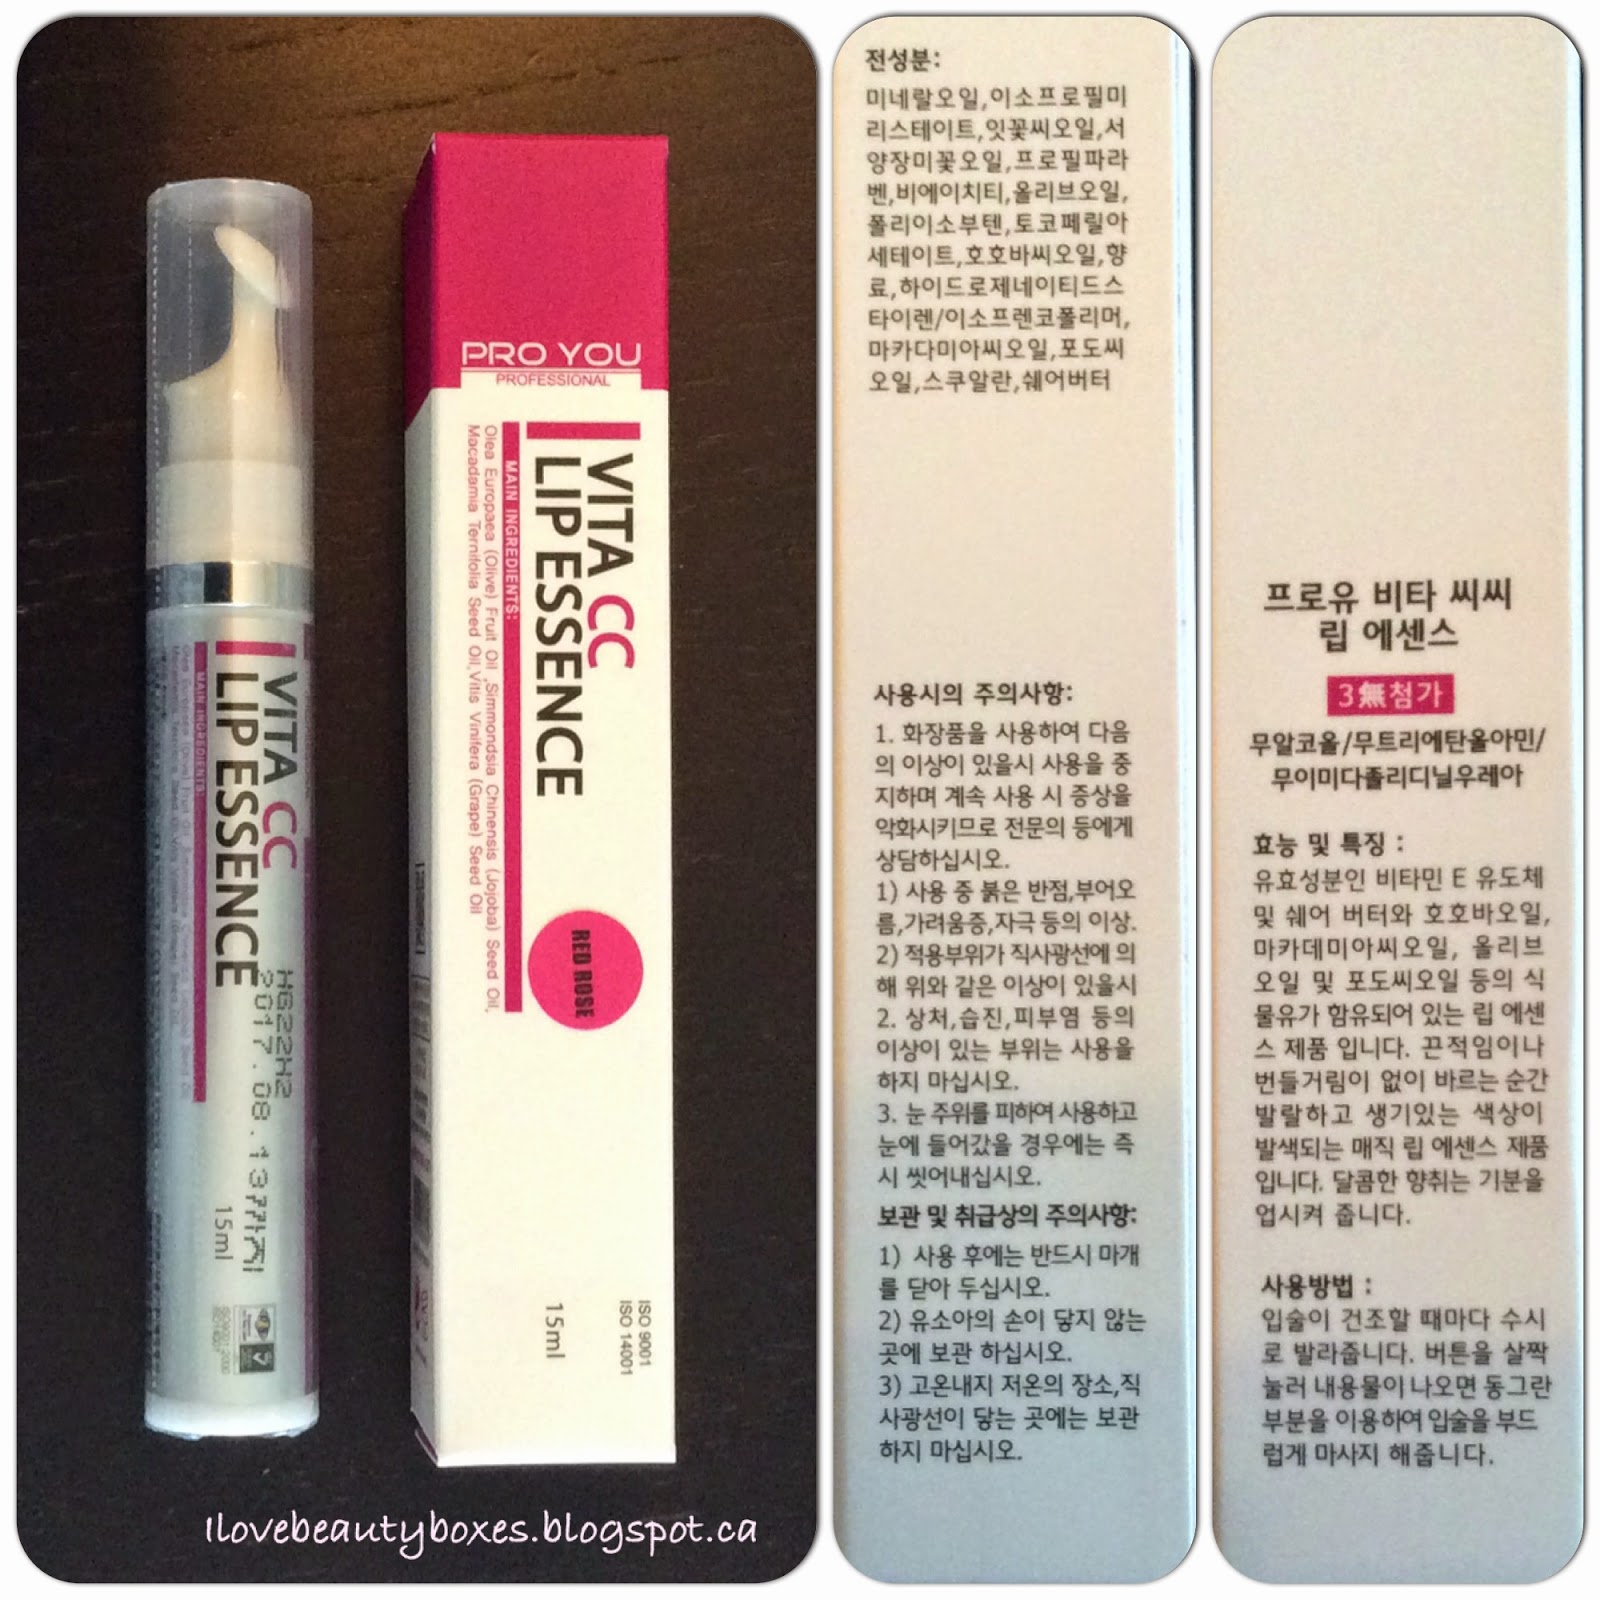 PRO YOU
PROFESSIONAL
VITA CC
LIP ESSENCE
MAIN INGREDIENTS:
Olea Europaea (Olive) Fruit Oil ,Simmondsia Chinensis (Jojoba) Seed Oil,
Macadamia Ternifolia Seed Oil,Vitis Vinifera (Grape) Seed Oil
RED ROSE
15ml
ISO 9001
ISO 14001
VITA CC
LIP ESSENCE
MAIN INGREDIENTS:
HG22H2
2017.08.13까지
15ml
Ilovebeautyboxes.blogspot.ca
전성분:
미네랄오일,이소프로필미
리스테이트,잇꽃씨오일,서
양장미꽃오일,프로필파라
벤,비에이치티,올리브오일,
폴리이소부텐,토코페릴아
세테이트,호호바씨오일,향
료,하이드로제네이티드스
타이렌/이소프렌코폴리머,
마카다미아씨오일,포도씨
오일,스쿠알란,쉐어버터
사용시의 주의사항:
1. 화장품을 사용하여 다음
의 이상이 있을시 사용을 중
지하며 계속 사용 시 증상을
악화시키므로 전문의 등에게
상담하십시오.
1) 사용 중 붉은 반점,부어오
름,가려움증,자극 등의 이상.
2) 적용부위가 직사광선에 의
해 위와 같은 이상이 있을시
2. 상처,습진,피부염 등의
이상이 있는 부위는 사용을
하지 마십시오.
3. 눈 주위를 피하여 사용하고
눈에 들어갔을 경우에는 즉
시 씻어내십시오.
보관 및 취급상의 주의사항:
1) 사용 후에는 반드시 마개
를 닫아 두십시오.
2) 유소아의 손이 닿지 않는
곳에 보관 하십시오.
3) 고온내지 저온의 장소,직
사광선이 닿는 곳에는 보관
하지 마십시오.
프로유 비타 씨씨
립 에센스
3無첨가
무알코올/무트리에탄올아민/
무이미다졸리디닐우레아
효능 및 특징 :
유효성분인 비타민 E 유도체
및 쉐어 버터와 호호바오일,
마카데미아씨오일, 올리브
오일 및 포도씨오일 등의 식
물유가 함유되어 있는 립 에센
스 제품 입니다. 끈적임이나
번들거림이 없이 바르는 순간
발랄하고 생기있는 색상이
발색되는 매직 립 에센스 제품
입니다. 달콤한 향취는 기분을
업시켜 줍니다.
사용방법 :
입술이 건조할 때마다 수시
로 발라줍니다. 버튼을 살짝
눌러 내용물이 나오면 동그란
부분을 이용하여 입술을 부드
럽게 마사지 해줍니다.